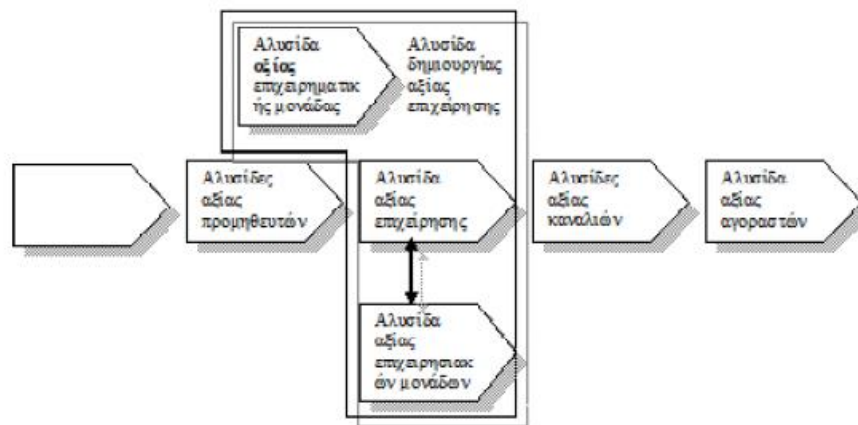 Αλυσίδα
αξίας
επιχειρηματικ
ής μονάδας
Αλυσίδα
δημιουργίας
αξίας
επιχείρησης
Αλυσίδες
αξίας
προμηθευτών
Αλυσίδα
αξίας
επιχείρησης
Αλυσίδες
αξίας
καναλιών
Αλυσίδα
αξίας
αγοραστών
Αλυσίδα
αξίας
επιχειρησιακ
ών μονάδων